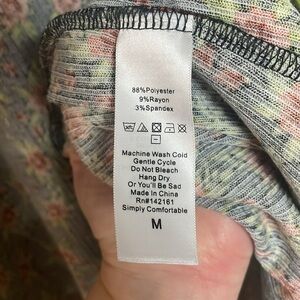 88%Polyester
9%Rayon
3%Spandex
Machine Wash Cold
Gentle Cycle
Do Not Bleach
Hang Dry
Or You'll Be Sad
Made In China
Rn#142161
Simply Comfortable
M